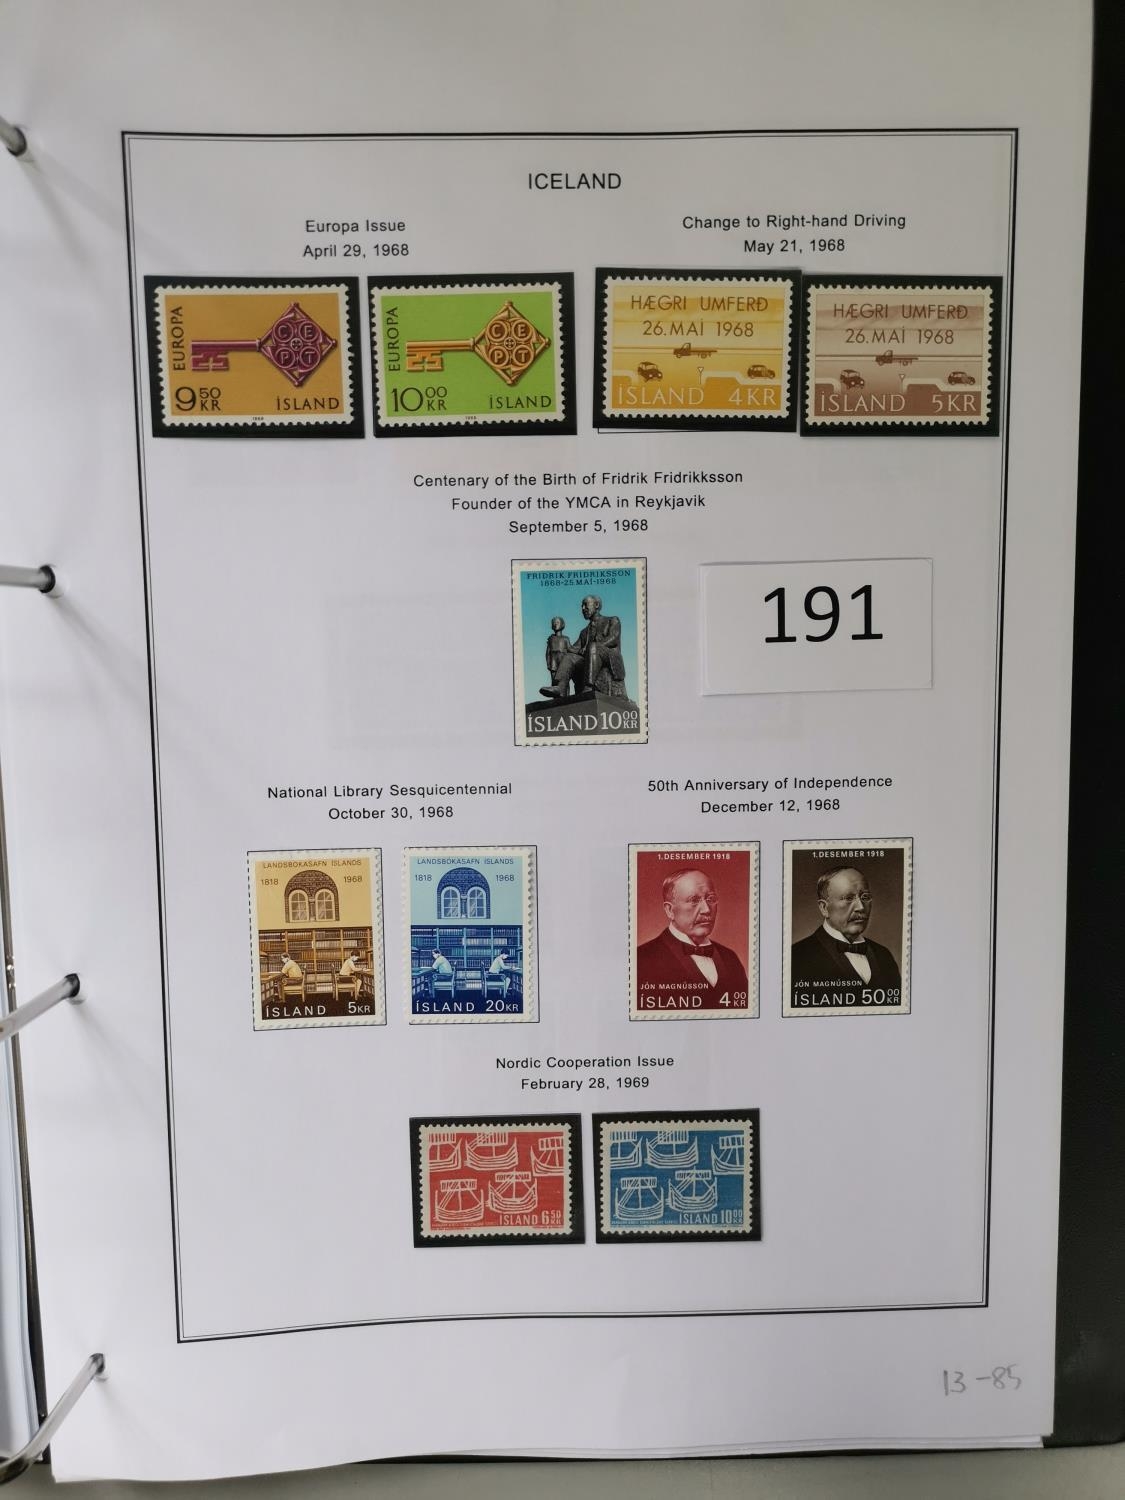 ICELAND
Europa Issue
April 29, 1968
Change to Right-hand Driving
May 21, 1968
EUROPA
C E
P T
9 50 KR
ÍSLAND
1968
EUROPA
C E
P T
10 00 KR
ÍSLAND
1968
HÆGRI UMFERÐ
26. MAÍ 1968
ÍSLAND 4 KR
HÆGRI UMFERÐ
26. MAÍ 1968
ÍSLAND 5 KR
Centenary of the Birth of Fridrik Fridrikksson
Founder of the YMCA in Reykjavik
September 5, 1968
FRIDRIK FRIDRIKSSON
1868-25.MAÍ-1968
ÍSLAND 10 00 KR
191
National Library Sesquicentennial
October 30, 1968
50th Anniversary of Independence
December 12, 1968
LANDSBÓKASAFN ÍSLANDS
1818 1968
ÍSLAND 5 KR
LANDSBÓKASAFN ÍSLANDS
1818 1968
ÍSLAND 20 KR
1. DESEMBER 1918
JÓN MAGNÚSSON
ÍSLAND 4 00 KR
1. DESEMBER 1918
JÓN MAGNÚSSON
ÍSLAND 50 00 KR
Nordic Cooperation Issue
February 28, 1969
ÍSLAND 6 50 KR
ÍSLAND 10 00 KR
13-85